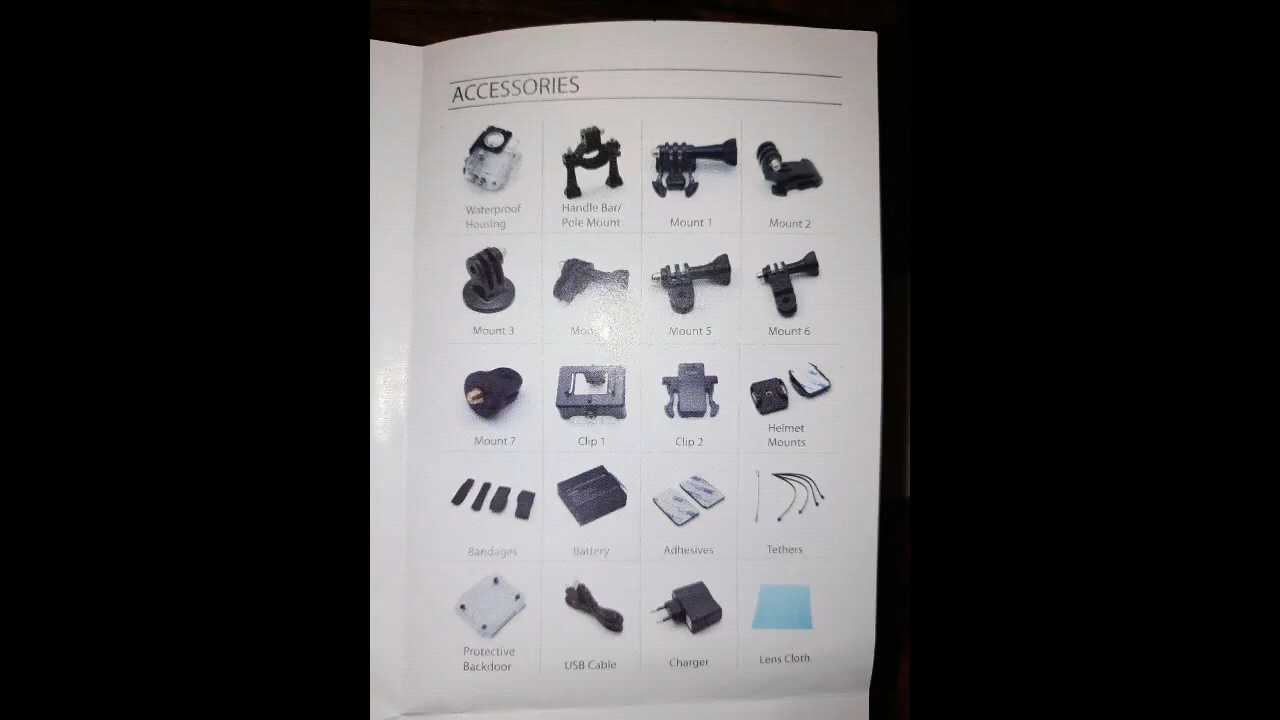 ACCESSORIES
Waterproof
Housing
Handle Bar/
Pole Mount
Mount 1
Mount 2
Mount 3
Mount 5
Mount 6
Mount 7
Clip 1
Clip 2
Helmet
Mounts
Bandages
Battery
Adhesives
Tethers
Protective
Backdoor
USB Cable
Charger
Lens Cloth